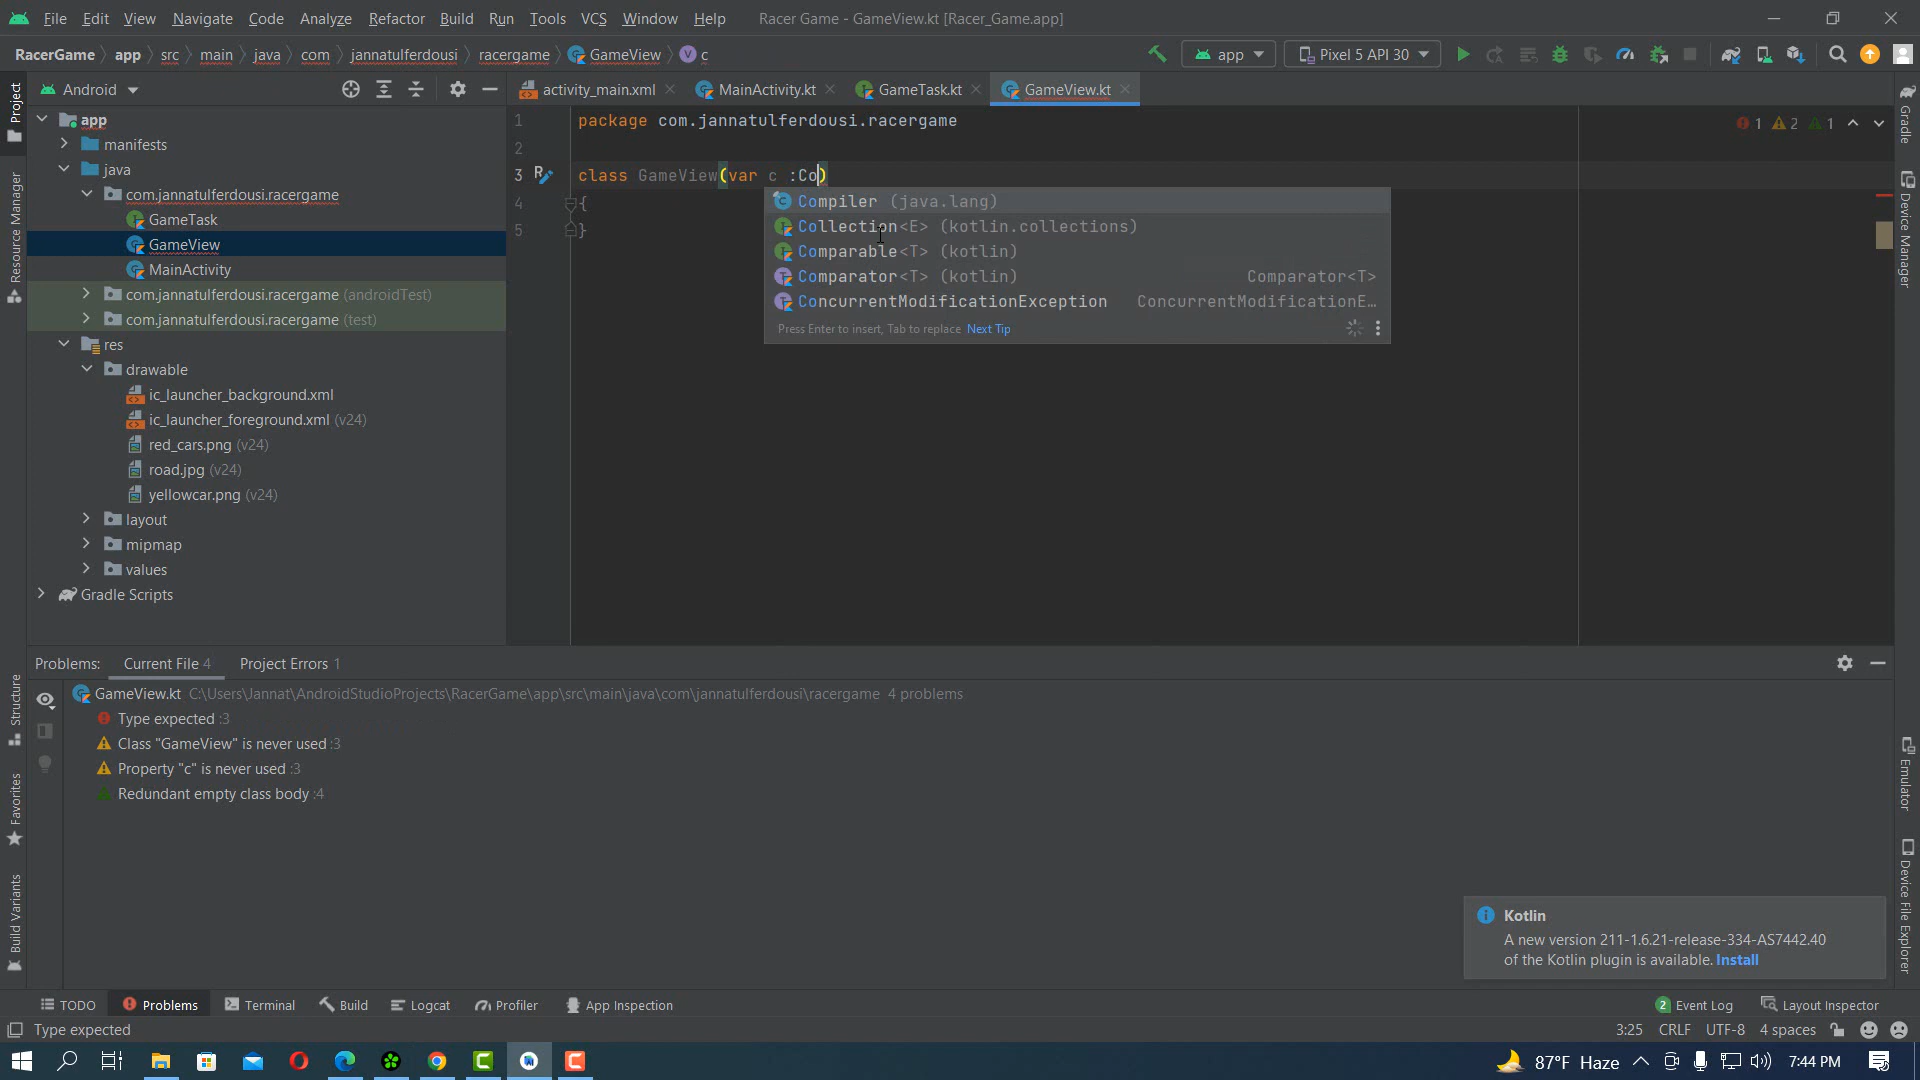 File Edit View Navigate Code Analyze Refactor Build Run Tools VCS Window Help Racer Game - GameView.kt [Racer_Game.app]
RacerGame app src main java com jannatulferdousi racergame GameView c app Pixel 5 API 30
Project
Resource Manager
Structure
Favorites
Build Variants
Android
app
manifests
java
com.jannatulferdousi.racergame
GameTask
GameView
MainActivity
com.jannatulferdousi.racergame (androidTest)
com.jannatulferdousi.racergame (test)
res
drawable
ic_launcher_background.xml
ic_launcher_foreground.xml (v24)
red_cars.png (v24)
road.jpg (v24)
yellowcar.png (v24)
layout
mipmap
values
Gradle Scripts
activity_main.xml MainActivity.kt GameTask.kt GameView.kt
1 package com.jannatulferdousi.racergame
2
3 class GameView(var c :Co)
4 {
5 }
1 2 1
Compiler (java.lang)
Collection<E> (kotlin.collections)
Comparable<T> (kotlin)
Comparator<T> (kotlin) Comparator<T>
ConcurrentModificationException ConcurrentModificationE…
Press Enter to insert, Tab to replace Next Tip
Gradle
Device Manager
Emulator
Device File Explorer
Problems: Current File 4 Project Errors 1
GameView.kt C:\Users\Jannat\AndroidStudioProjects\RacerGame\app\src\main\java\com\jannatulferdousi\racergame 4 problems
Type expected :3
Class "GameView" is never used :3
Property "c" is never used :3
Redundant empty class body :4
Kotlin
A new version 211-1.6.21-release-334-AS7442.40
of the Kotlin plugin is available. Install
TODO Problems Terminal Build Logcat Profiler App Inspection 2 Event Log Layout Inspector
Type expected 3:25 CRLF UTF-8 4 spaces
87°F Haze 7:44 PM